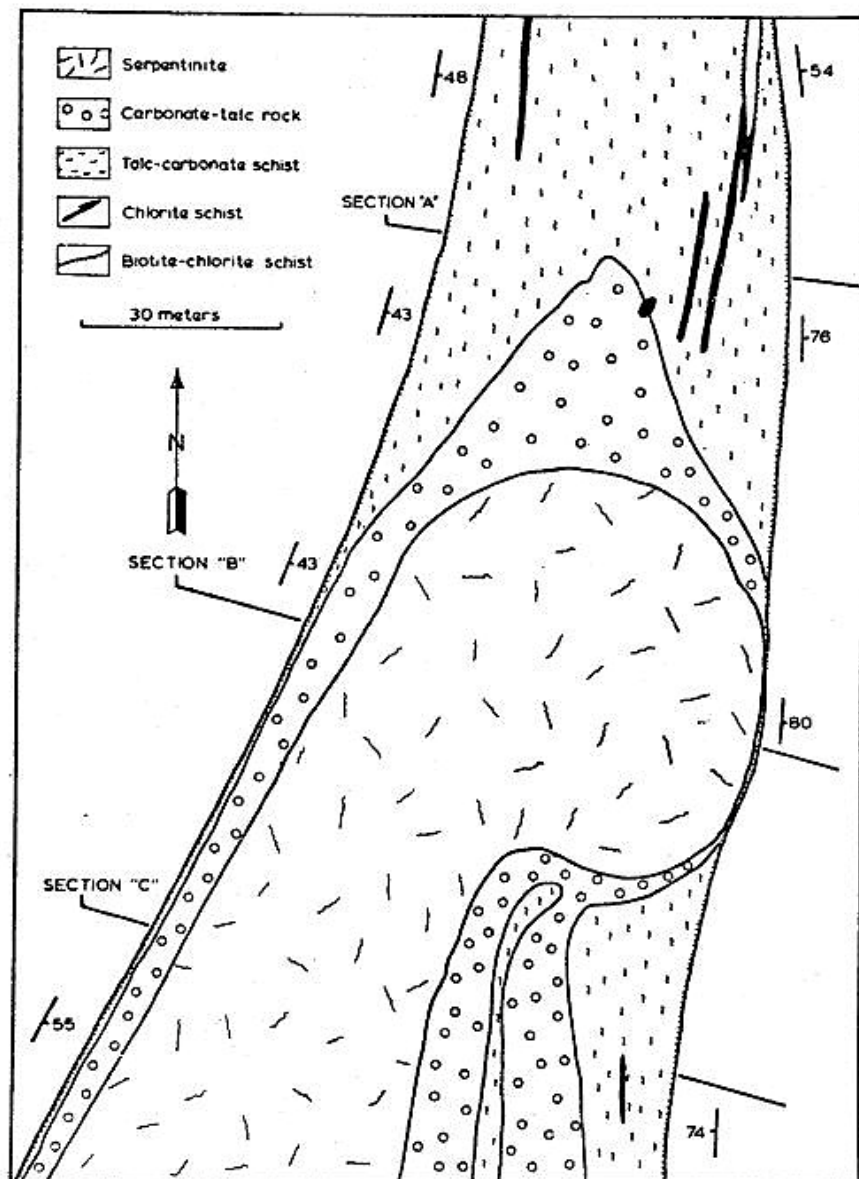 Serpentinite
Carbonate-talc rock
Talc-carbonate schist
Chlorite schist
Biotite-chlorite schist
30 meters
N
48
54
SECTION "A"
43
76
SECTION "B"
43
80
SECTION "C"
55
74